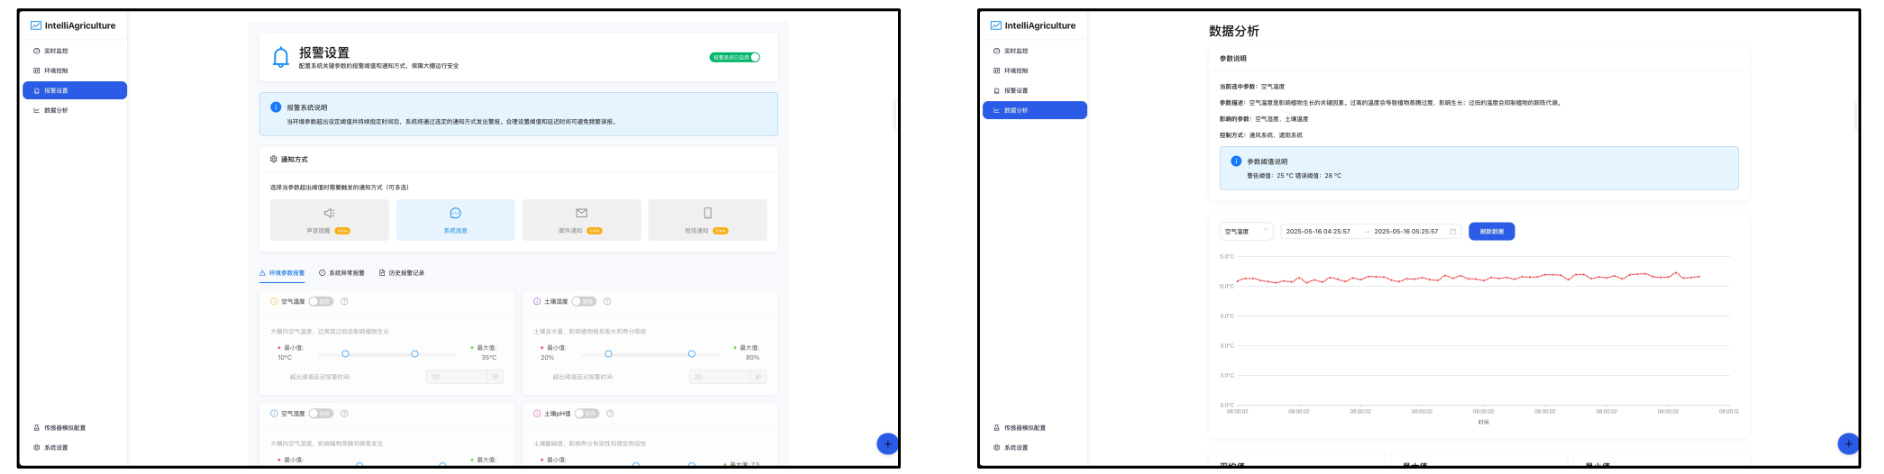 IntelliAgriculture
实时监控
环境控制
报警设置
数据分析
传感器模拟配置
系统设置
报警设置
配置系统关键参数的报警阈值和通知方式，保障大棚运行安全
报警系统已启用
报警系统说明
当环境参数超出设定阈值并持续指定时间后，系统将通过选定的通知方式发出警报。合理设置阈值和延迟时间可避免频繁误报。
通知方式
选择当参数超出阈值时需要触发的通知方式（可多选）
声音提醒
系统消息
邮件通知
短信通知
环境参数报警
系统异常报警
历史报警记录
空气温度
大棚内空气温度，过高或过低会影响植物生长
最小值:
10°C
最大值:
35°C
超出阈值延迟报警时间:
30
秒
土壤湿度
土壤含水量，影响植物根系吸水和养分吸收
最小值:
20%
最大值:
80%
超出阈值延迟报警时间:
30
秒
空气湿度
大棚内空气湿度，影响植物蒸腾和病害发生
最小值:
最大值:
土壤pH值
土壤酸碱度，影响养分有效性和微生物活性
最小值:
最大值: 7.5
IntelliAgriculture
实时监控
环境控制
报警设置
数据分析
传感器模拟配置
系统设置
数据分析
参数说明
当前选中参数：空气温度
参数描述：空气温度是影响植物生长的关键因素。过高的温度会导致植物蒸腾过度，影响生长；过低的温度会抑制植物的新陈代谢。
影响的参数：空气湿度、土壤温度
控制方式：通风系统、遮阳系统
参数阈值说明
警告阈值：25 °C 错误阈值：28 °C
空气温度
2025-05-16 04:25:57 → 2025-05-16 05:25:57
刷新数据
5.0°C
0.0°C
5.0°C
0.0°C
5.0°C
5.0°C
08:00:02 08:00:02 08:00:02 08:00:02 08:00:02 08:00:02 08:00:02 08:00:02
时间
平均值
最大值
最小值